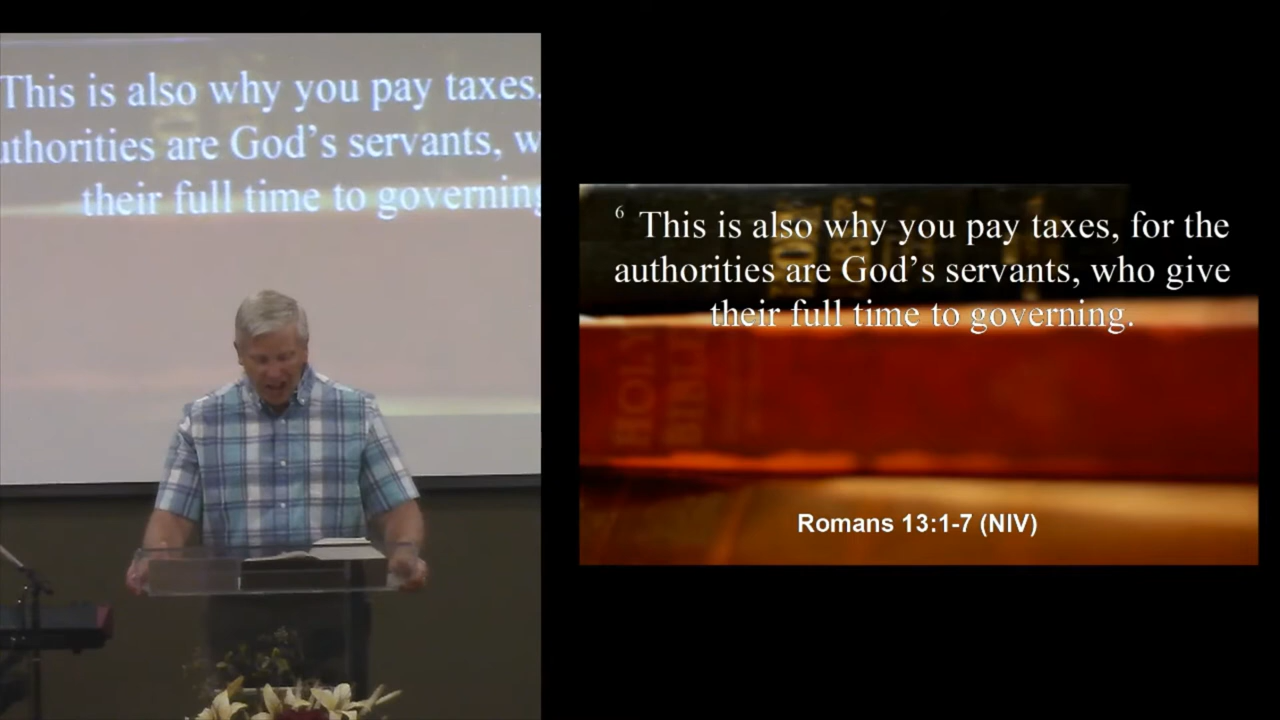 This is also why you pay taxes.
uthorities are God's servants, w
their full time to governing
6 This is also why you pay taxes, for the
authorities are God's servants, who give
their full time to governing.
HOLY
BIBLE
Romans 13:1-7 (NIV)